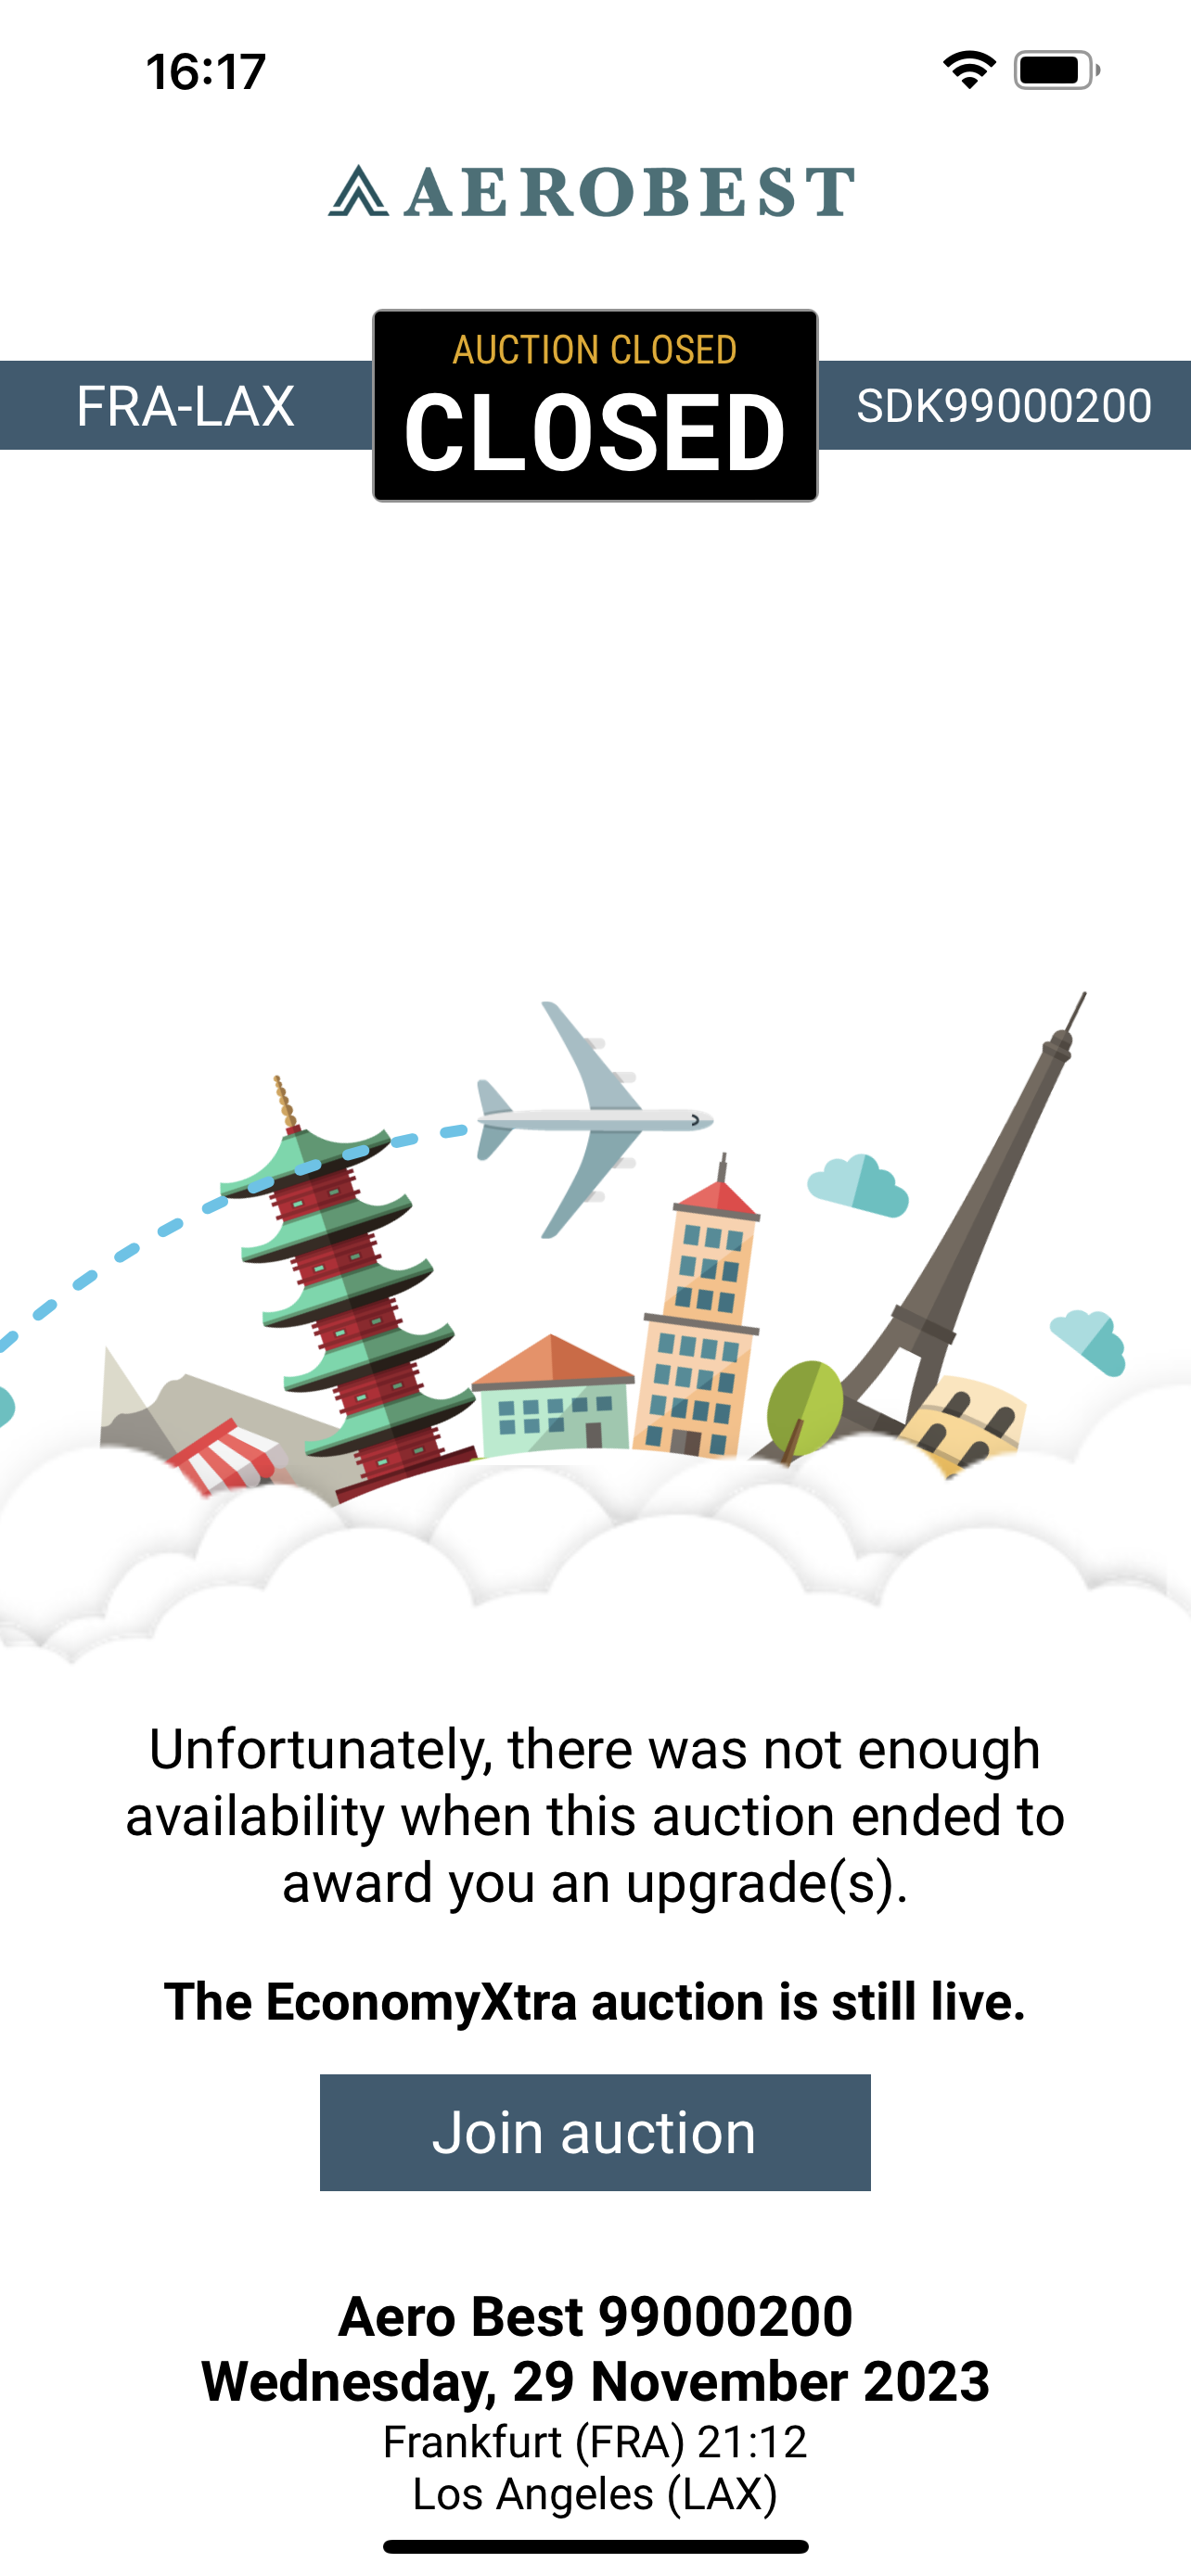 16:17
AEROBEST
AUCTION CLOSED
FRA-LAX
CLOSED
SDK99000200
Unfortunately, there was not enough
availability when this auction ended to
award you an upgrade(s).
The EconomyXtra auction is still live.
Join auction
Aero Best 99000200
Wednesday, 29 November 2023
Frankfurt (FRA) 21:12
Los Angeles (LAX)